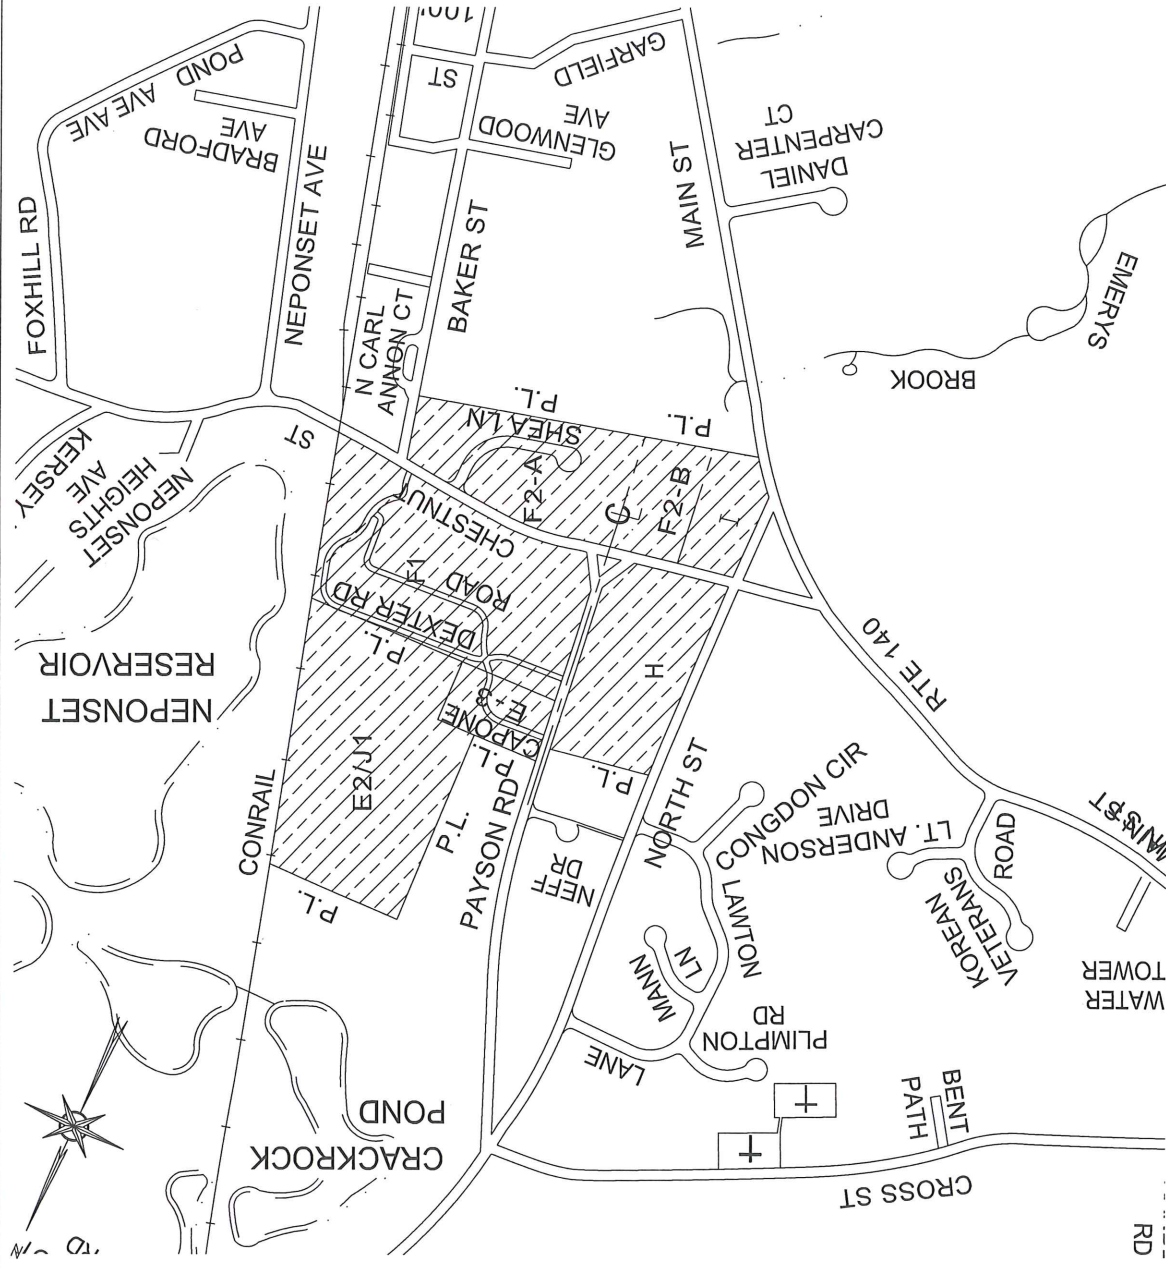 100'
POND
AVE AVE
BRADFORD
AVE
FOXHILL RD
NEPONSET AVE
ST
GARFIELD
GLENWOOD
AVE
MAIN ST
DANIEL
CARPENTER
CT
BAKER ST
N CARL
ANNON CT
EMERYS
BROOK
P.L.
P.L.
SHEA LN
ST
KERSEY
NEPONSET
HEIGHTS
AVE
CHESTNUT
F2-A
C
F2-B
I
F1
ROAD
DEXTER RD
P.L.
NEPONSET
RESERVOIR
H
RTE 140
E-3
CAPONE
P.L.
P.L.
E2/J1
P.L.
P.L.
CONRAIL
PAYSON RD
NORTH ST
NEFF
DR
CONGDON CIR
LT. ANDERSON
DRIVE
MAIN ST
ROAD
KOREAN
VETERANS
LAWTON
MANN
LN
LANE
PLIMPTON
RD
WATER
TOWER
BENT
PATH
CROSS ST
CRACKROCK
POND
RD
RD